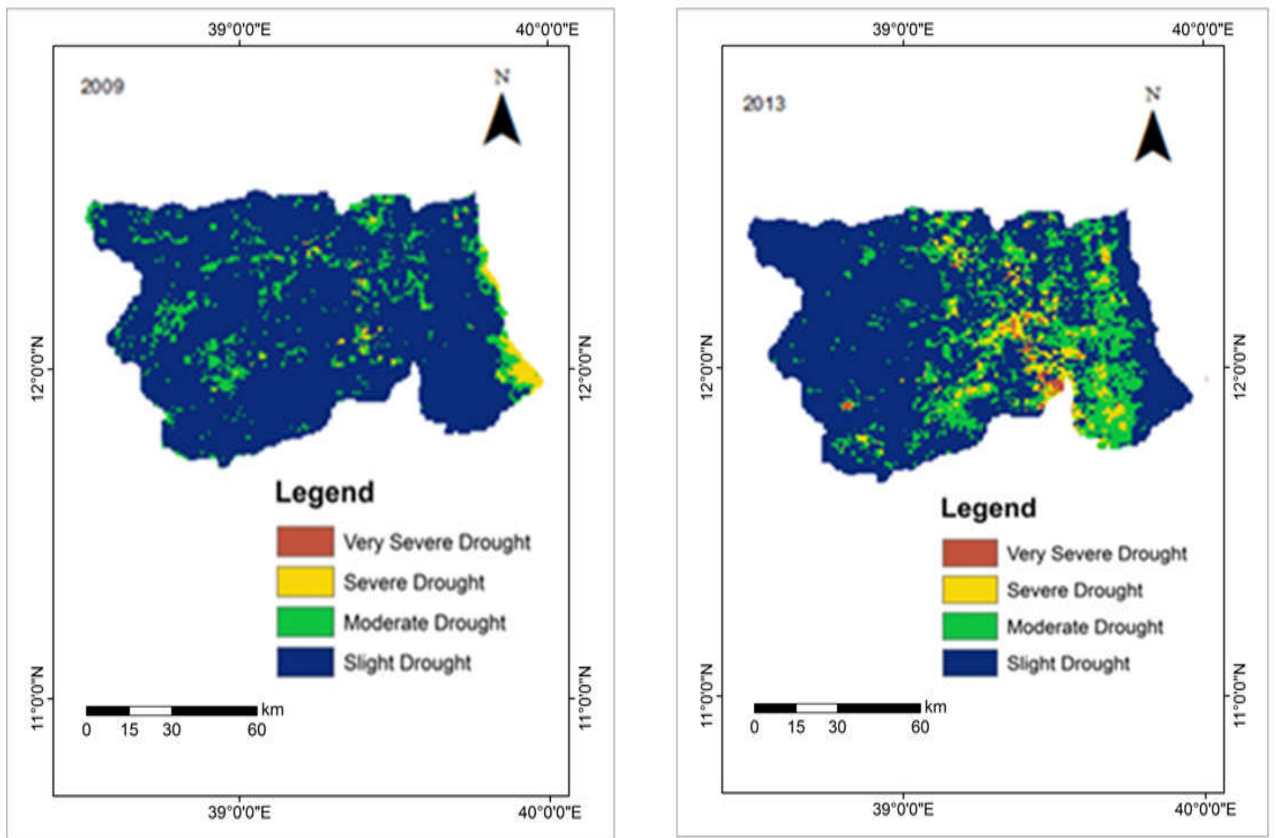 39°0'0"E 40°0'0"E
2009
N
12°0'0"N 12°0'0"N
Legend
Very Severe Drought
Severe Drought
Moderate Drought
Slight Drought
11°0'0"N 11°0'0"N
km
0 15 30 60
39°0'0"E 40°0'0"E
39°0'0"E 40°0'0"E
2013
N
12°0'0"N 12°0'0"N
Legend
Very Severe Drought
Severe Drought
Moderate Drought
Slight Drought
11°0'0"N 11°0'0"N
km
0 15 30 60
39°0'0"E 40°0'0"E